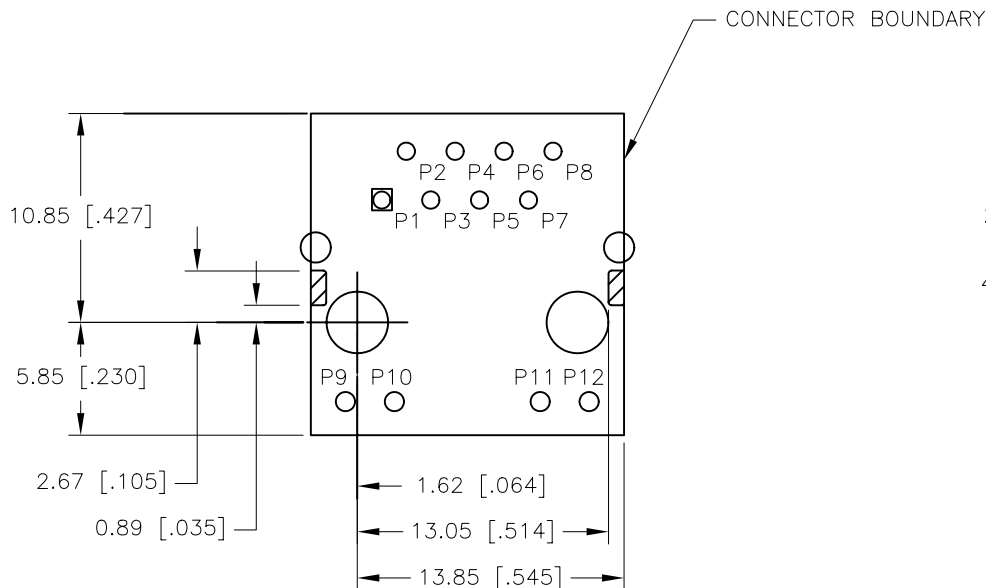 CONNECTOR BOUNDARY
P2 P4 P6 P8
10.85 [.427]
P1 P3 P5 P7
5.85 [.230]
P9 P10 P11 P12
2.67 [.105]
1.62 [.064]
0.89 [.035]
13.05 [.514]
13.85 [.545]